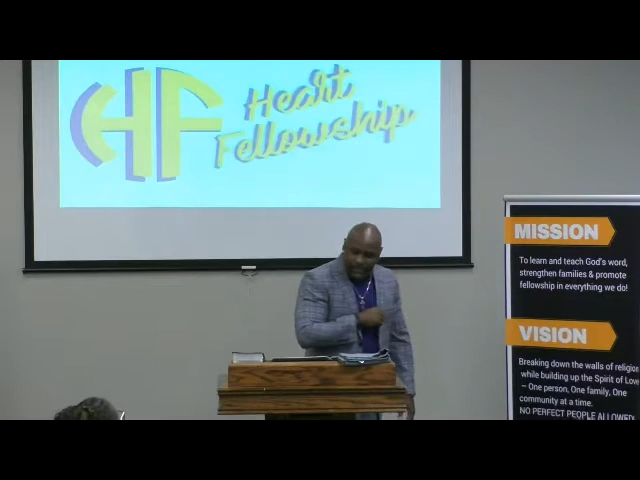 HF
Heart
Fellowship
MISSION
To learn and teach God's word,
strengthen families & promote
fellowship in everything we do!
VISION
Breaking down the walls of religion
while building up the Spirit of Love
– One person, One family, One
community at a time.
NO PERFECT PEOPLE ALLOWED!